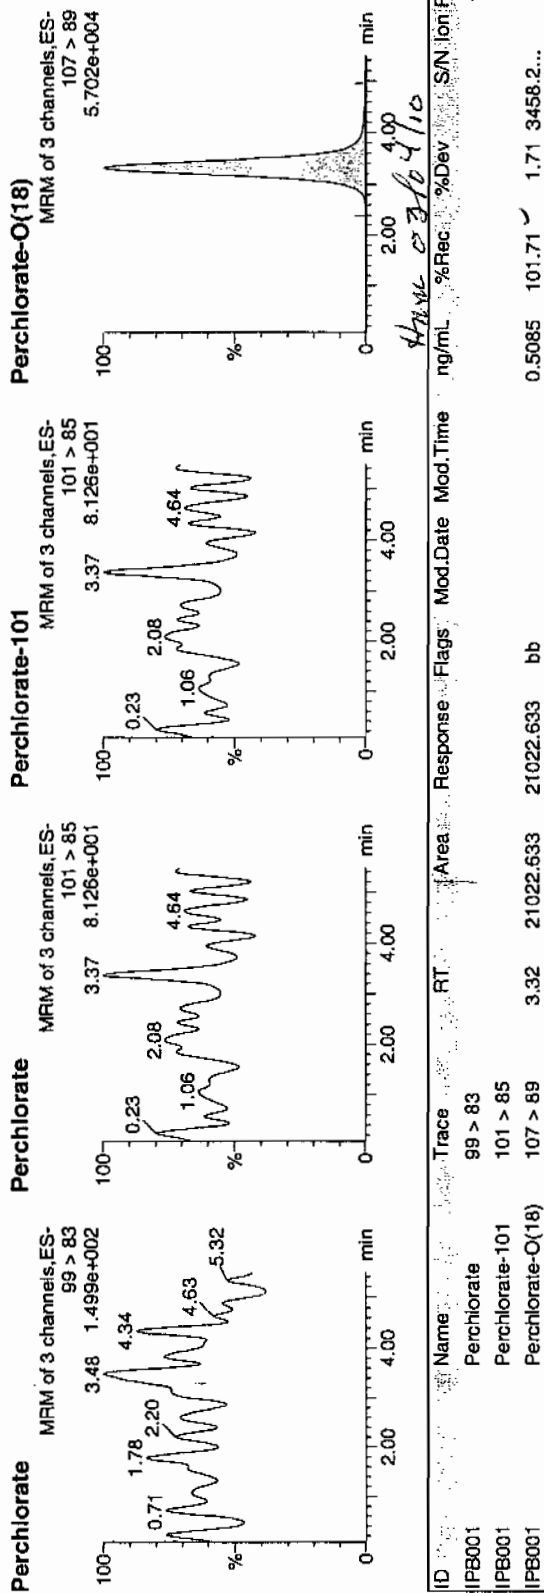 Perchlorate
MRM of 3 channels,ES-
99 > 83
1.499e+002
100
%
0
0.71
1.78
2.20
3.48
4.34
4.63
5.32
2.00
4.00
min
Perchlorate
MRM of 3 channels,ES-
101 > 85
8.126e+001
100
%
0
0.23
1.06
2.08
3.37
4.64
2.00
4.00
min
Perchlorate-101
MRM of 3 channels,ES-
101 > 85
8.126e+001
100
%
0
0.23
1.06
2.08
3.37
4.64
2.00
4.00
min
Perchlorate-O(18)
MRM of 3 channels,ES-
107 > 89
5.702e+004
100
%
0
2.00
4.00
min
03/04/10
ID Name Trace RT Area Response Flags Mod.Date Mod.Time ng/mL %Rec %Dev S/N Ion
IPB001 Perchlorate 99 > 83
IPB001 Perchlorate-101 101 > 85
IPB001 Perchlorate-O(18) 107 > 89 3.32 21022.633 21022.633 bb 0.5085 101.71 ✓ 1.71 3458.2...